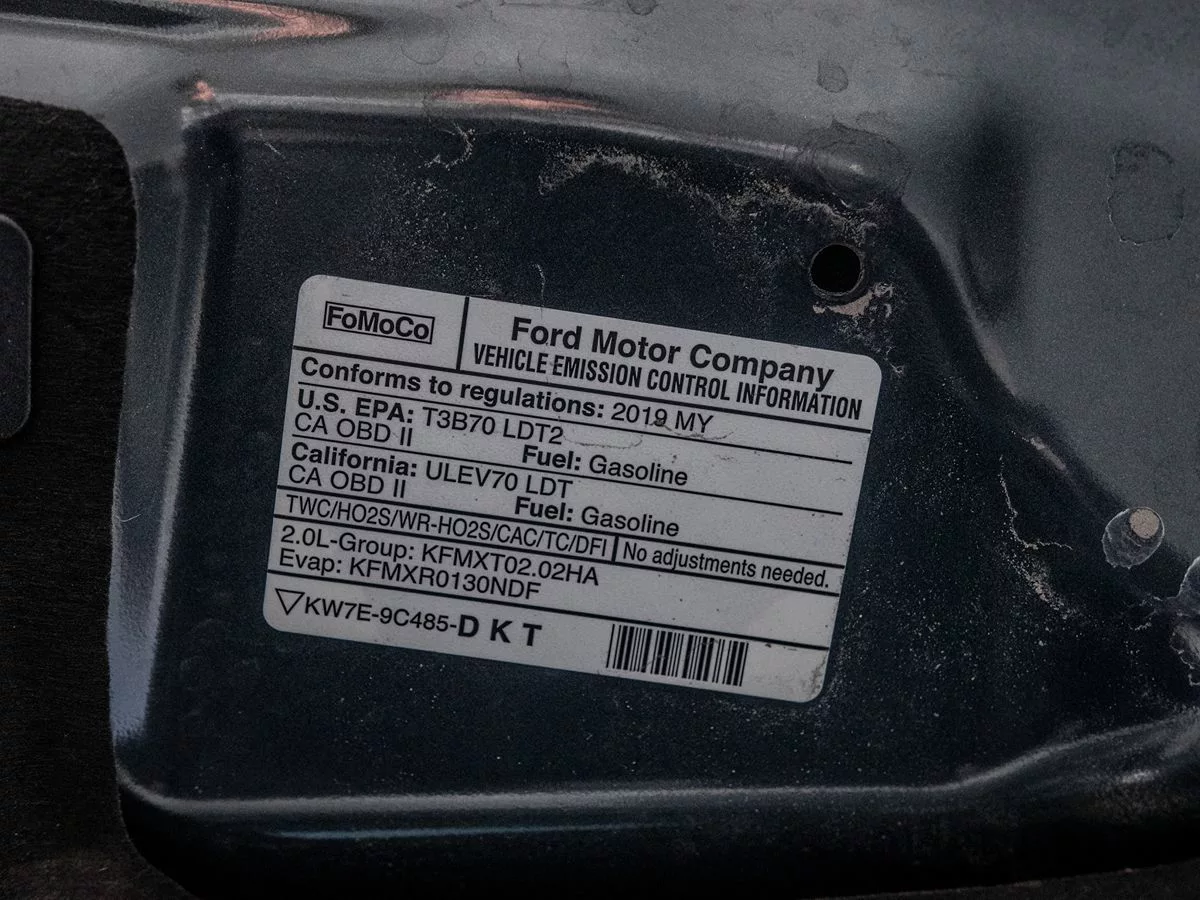 FoMoCo
Ford Motor Company
VEHICLE EMISSION CONTROL INFORMATION
Conforms to regulations: 2019 MY
U.S. EPA: T3B70 LDT2
CA OBD II Fuel: Gasoline
California: ULEV70 LDT
CA OBD II Fuel: Gasoline
TWC/HO2S/WR-HO2S/CAC/TC/DFI No adjustments needed.
2.0L-Group: KFMXT02.02HA
Evap: KFMXR0130NDF
▽KW7E-9C485-D K T